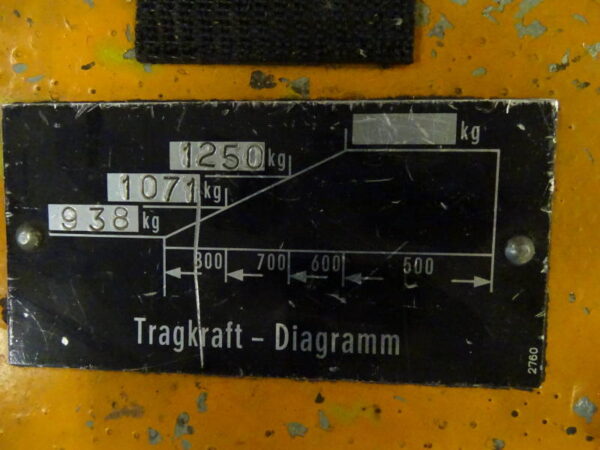 kg
1250 kg
1071 kg
938 kg
800 700 600 500
Tragkraft - Diagramm
2760